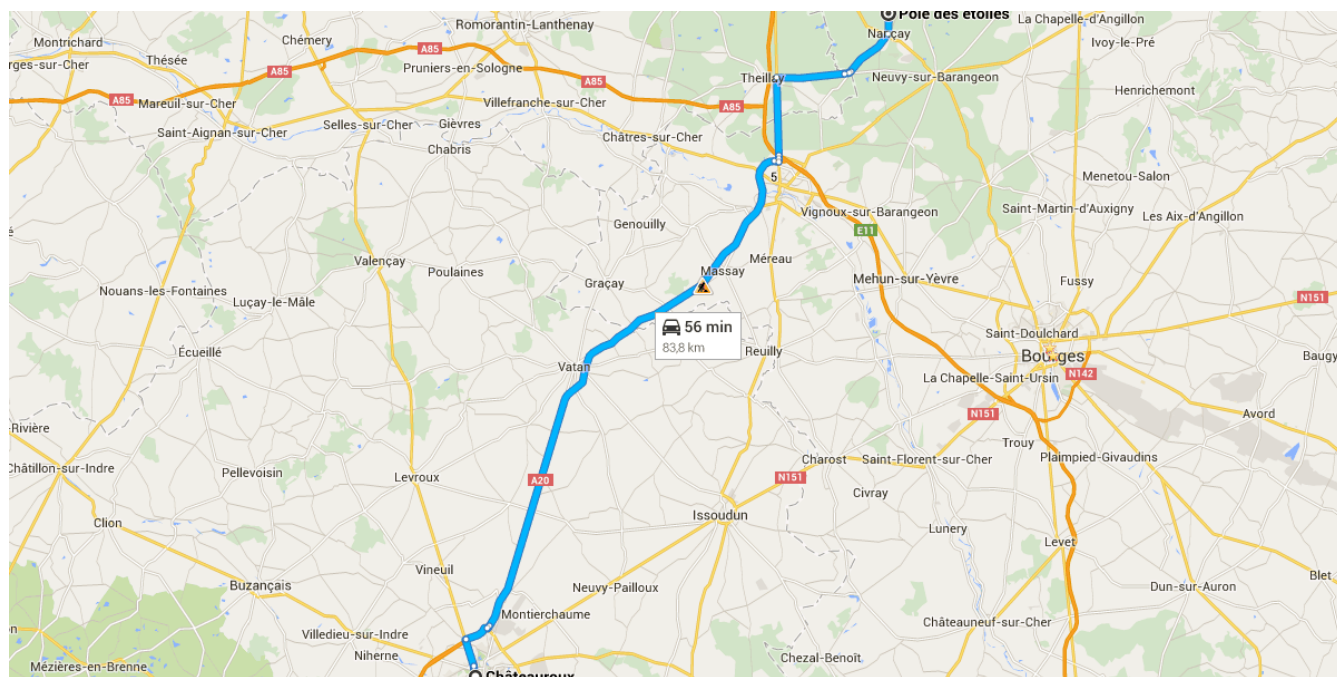 Pôle des étoiles
Romorantin-Lanthenay
La Chapelle-d'Angillon
Montrichard
Chémery
Nançay
Ivoy-le-Pré
Thésée
A85
erges-sur-Cher
A85
Pruniers-en-Sologne
Theillay
Neuvy-sur-Barangeon
Henrichemont
A85
Mareuil-sur-Cher
Villefranche-sur-Cher
A85
Saint-Aignan-sur-Cher
Selles-sur-Cher
Gièvres
Châtres-sur-Cher
Chabris
5
Menetou-Salon
Vignoux-sur-Barangeon
Saint-Martin-d'Auxigny
Les Aix-d'Angillon
Genouilly
E11
Valençay
Poulaines
Massay
Méreau
Mehun-sur-Yèvre
Fussy
Nouans-les-Fontaines
Luçay-le-Mâle
Graçay
N151
56 min
83,8 km
Saint-Doulchard
Écueillé
Reuilly
Bourges
Baugy
Vatan
La Chapelle-Saint-Ursin
N142
N151
Avord
-Rivière
Trouy
Plaimpied-Givaudins
Châtillon-sur-Indre
Pellevoisin
Levroux
A20
N151
Charost
Saint-Florent-sur-Cher
Civray
Clion
Issoudun
Lunery
Levet
Vineuil
Buzançais
Neuvy-Pailloux
Blet
Dun-sur-Auron
Montierchaume
Villedieu-sur-Indre
Châteauneuf-sur-Cher
Niherne
Mézières-en-Brenne
Chezal-Benoît
Châteauroux